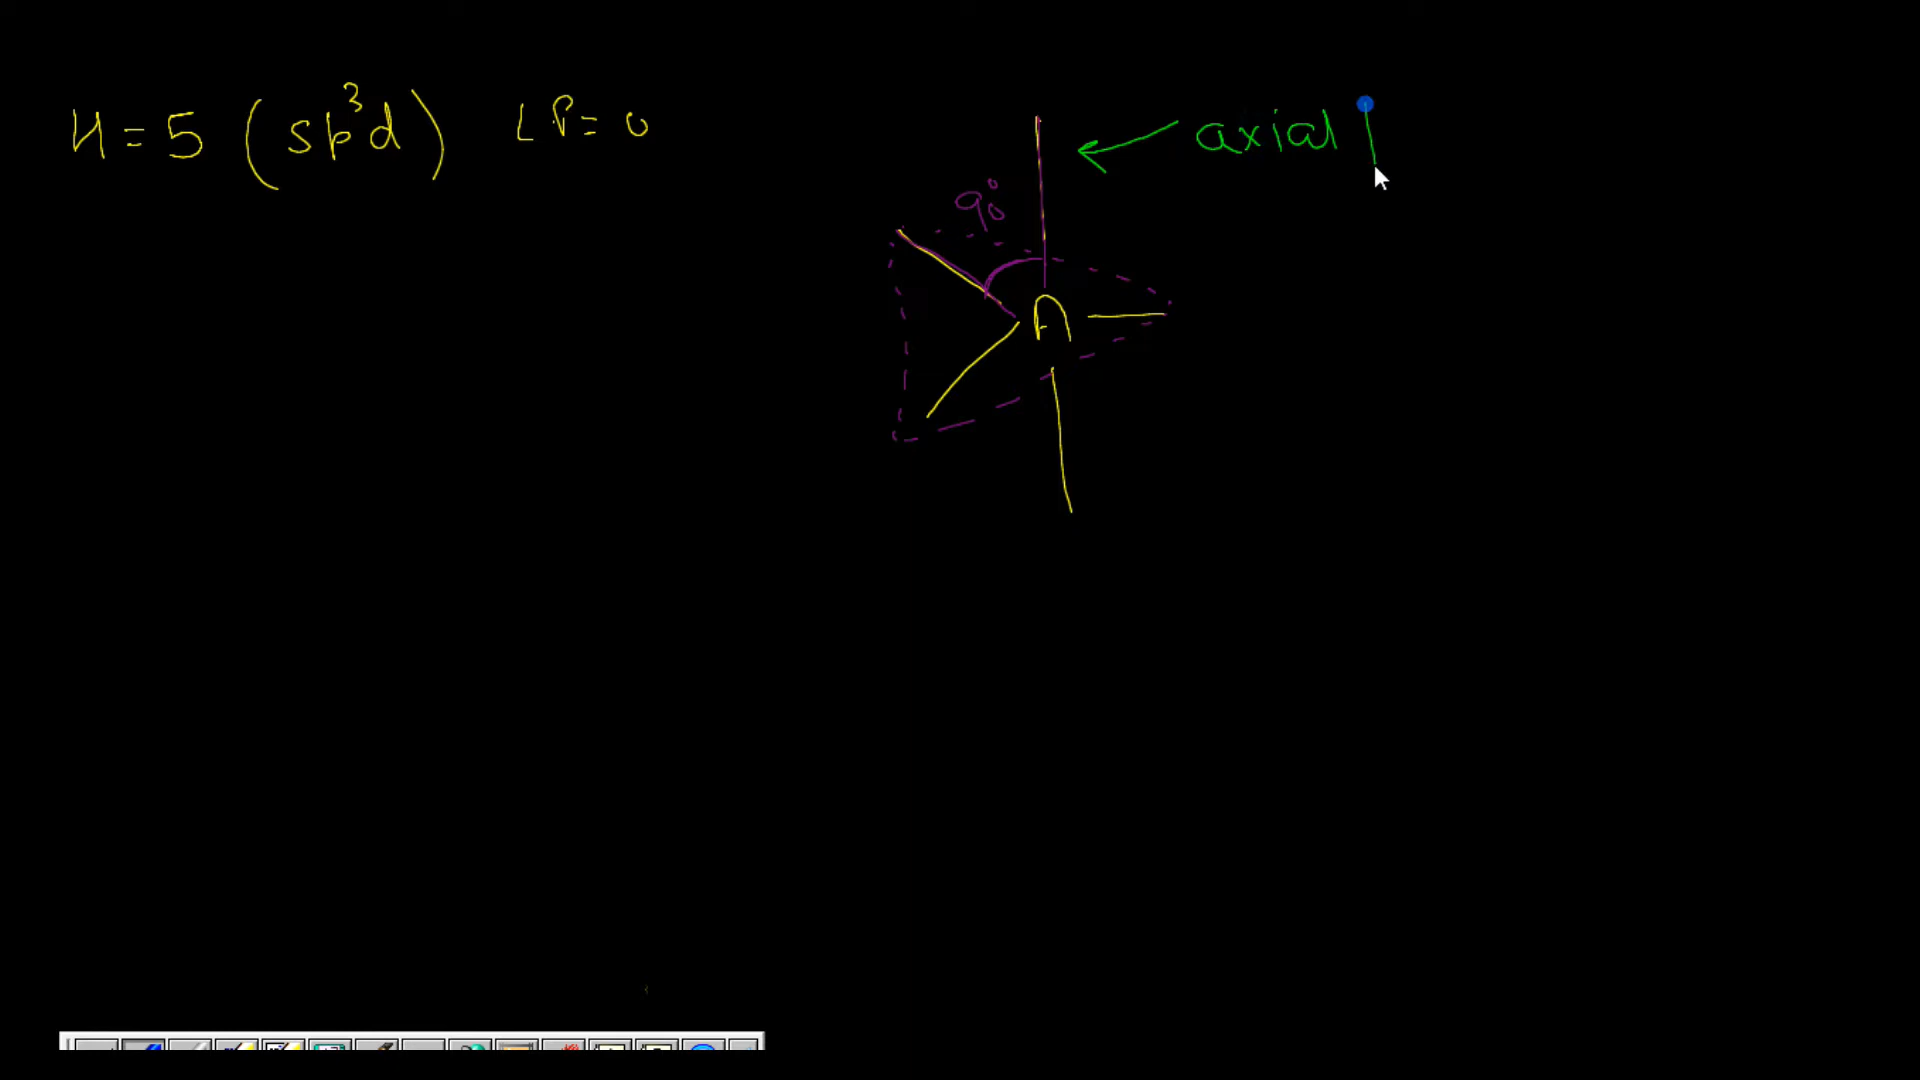 H = 5 (sp³d) LP = 0
axial
90°
A